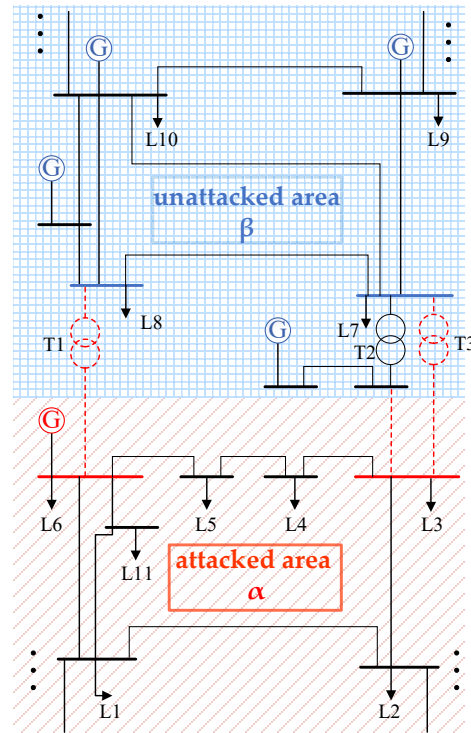 G
G
L10
L9
G
unattacked area
β
L8
L7
T1
G
T2
T3
G
L6
L5
L4
L3
L11
attacked area
α
L1
L2